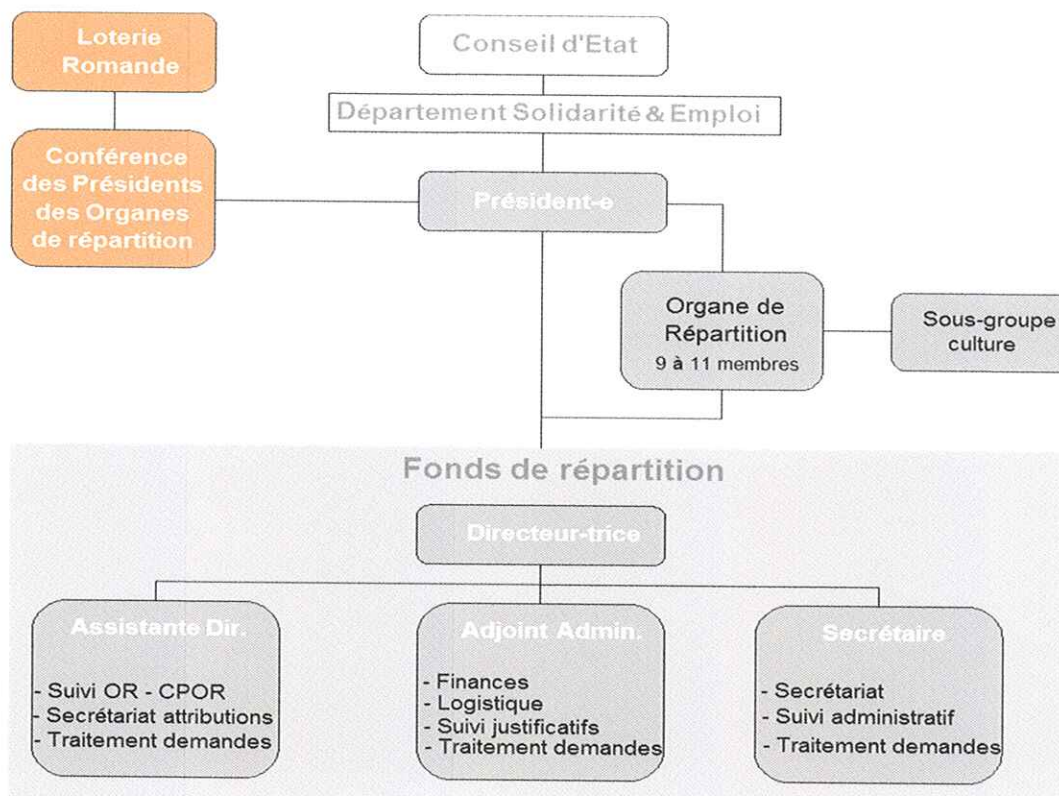 Loterie
Romande
Conseil d'Etat
Département Solidarité & Emploi
Conférence
des Présidents
des Organes
de répartition
Président-e
Organe de
Répartition
9 à 11 membres
Sous-groupe
culture
Fonds de répartition
Directeur-trice
Assistante Dir.
- Suivi OR - CPOR
- Secrétariat attributions
- Traitement demandes
Adjoint Admin.
- Finances
- Logistique
- Suivi justificatifs
- Traitement demandes
Secrétaire
- Secrétariat
- Suivi administratif
- Traitement demandes